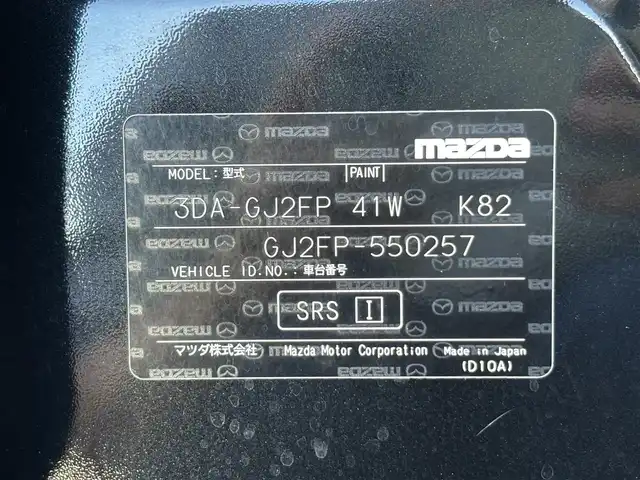 mazda
MODEL:型式 PAINT
3DA-GJ2FP 41W K82
GJ2FP-550257
VEHICLE ID.NO.:車台番号
SRS I
マツダ株式会社 Mazda Motor Corporation Made in Japan
(D10A)